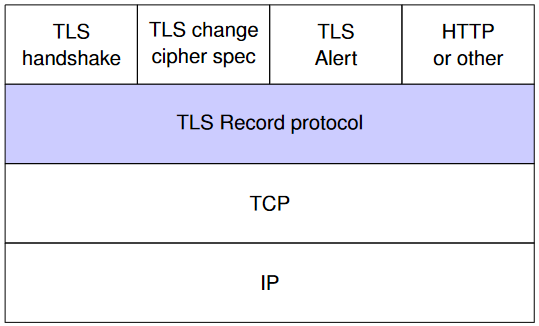 TLS
handshake
TLS change
cipher spec
TLS
Alert
HTTP
or other
TLS Record protocol
TCP
IP